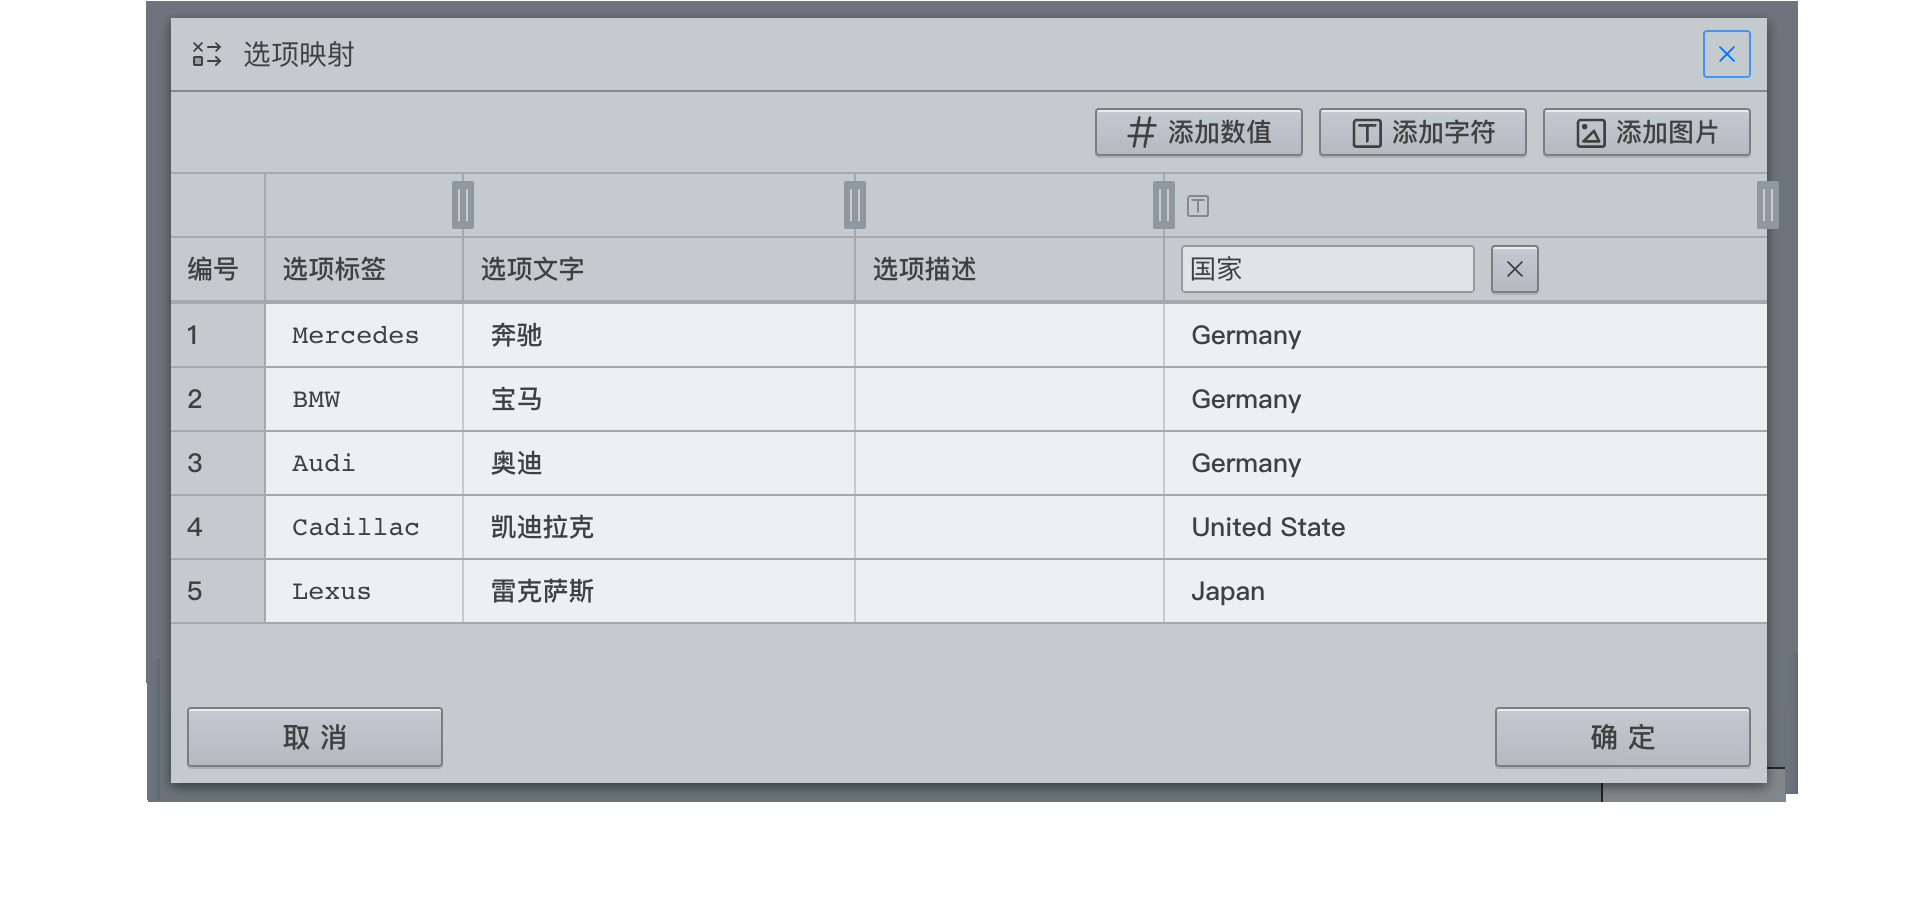 选项映射
添加数值 添加字符 添加图片
编号 选项标签 选项文字 选项描述 国家
1 Mercedes 奔驰 Germany
2 BMW 宝马 Germany
3 Audi 奥迪 Germany
4 Cadillac 凯迪拉克 United State
5 Lexus 雷克萨斯 Japan
取消 确定